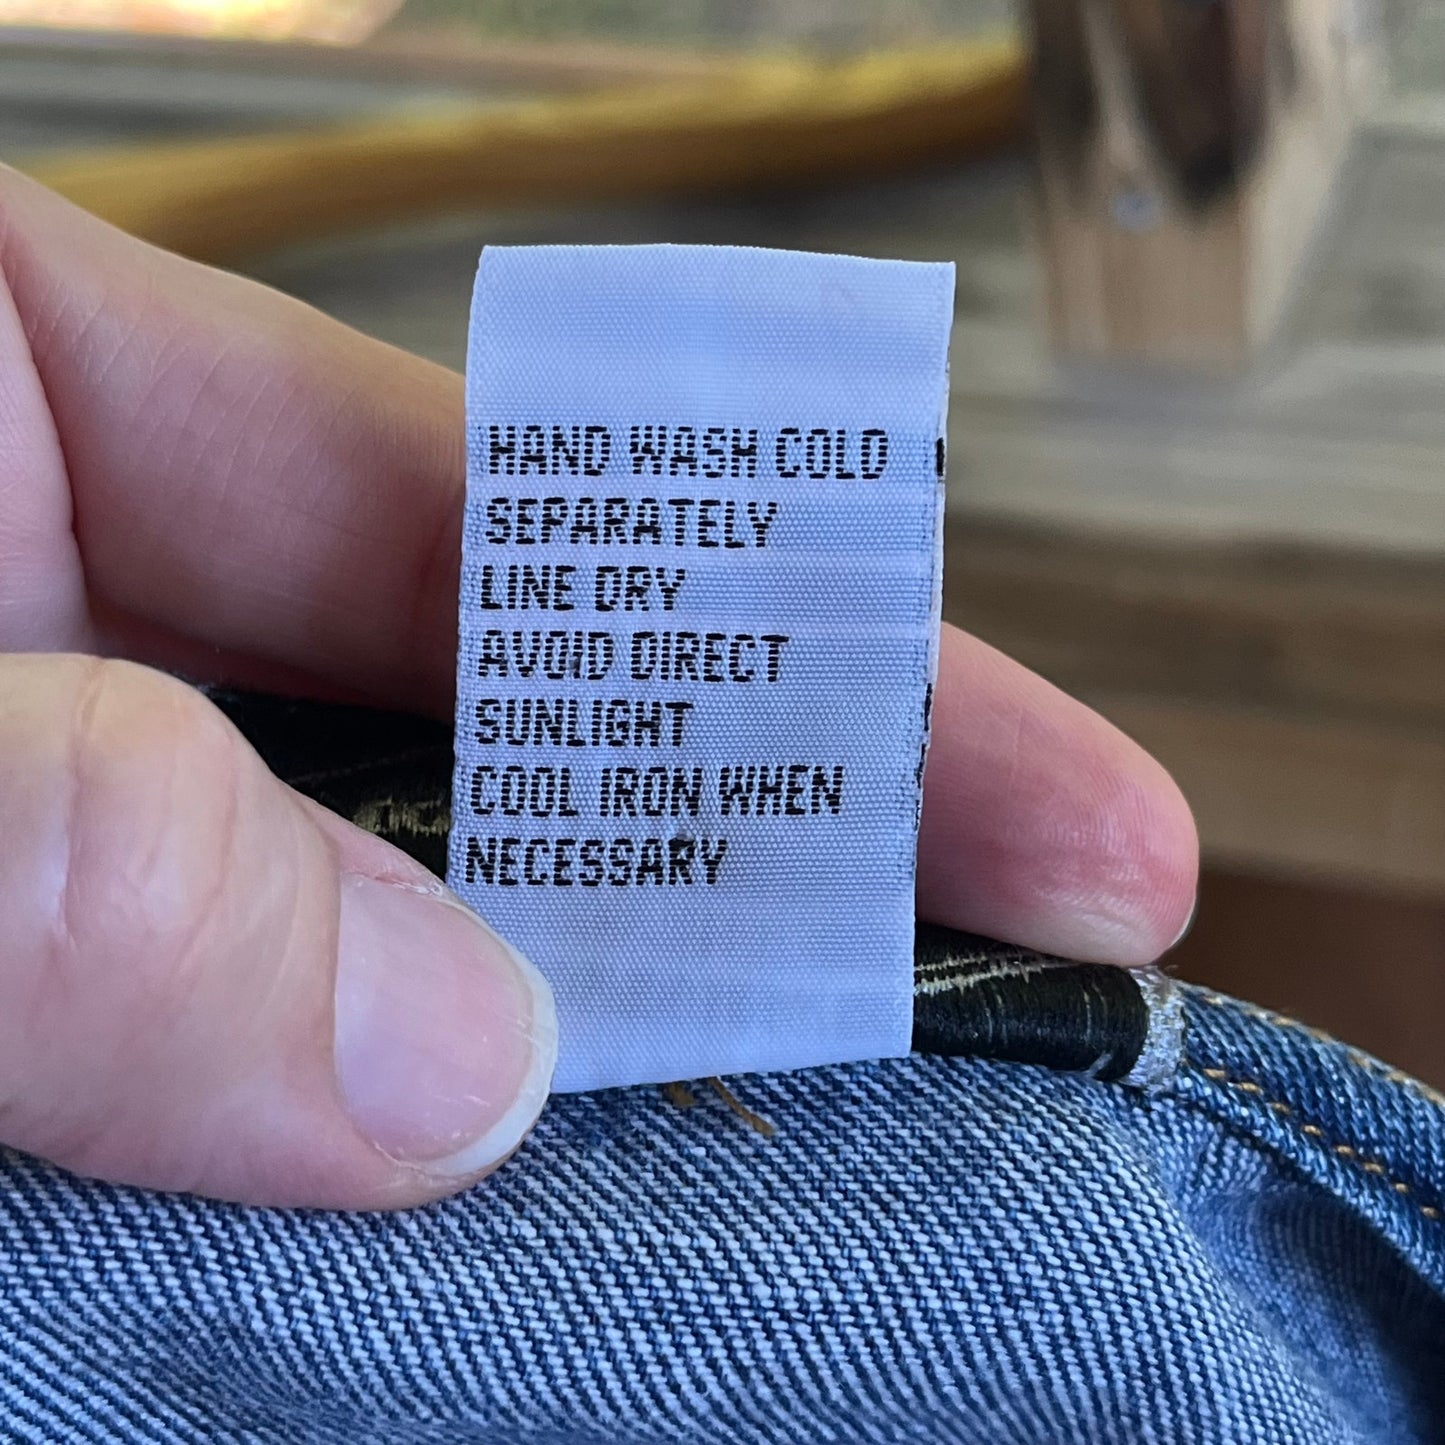 HAND WASH COLD
SEPARATELY
LINE DRY
AVOID DIRECT
SUNLIGHT
COOL IRON WHEN
NECESSARY